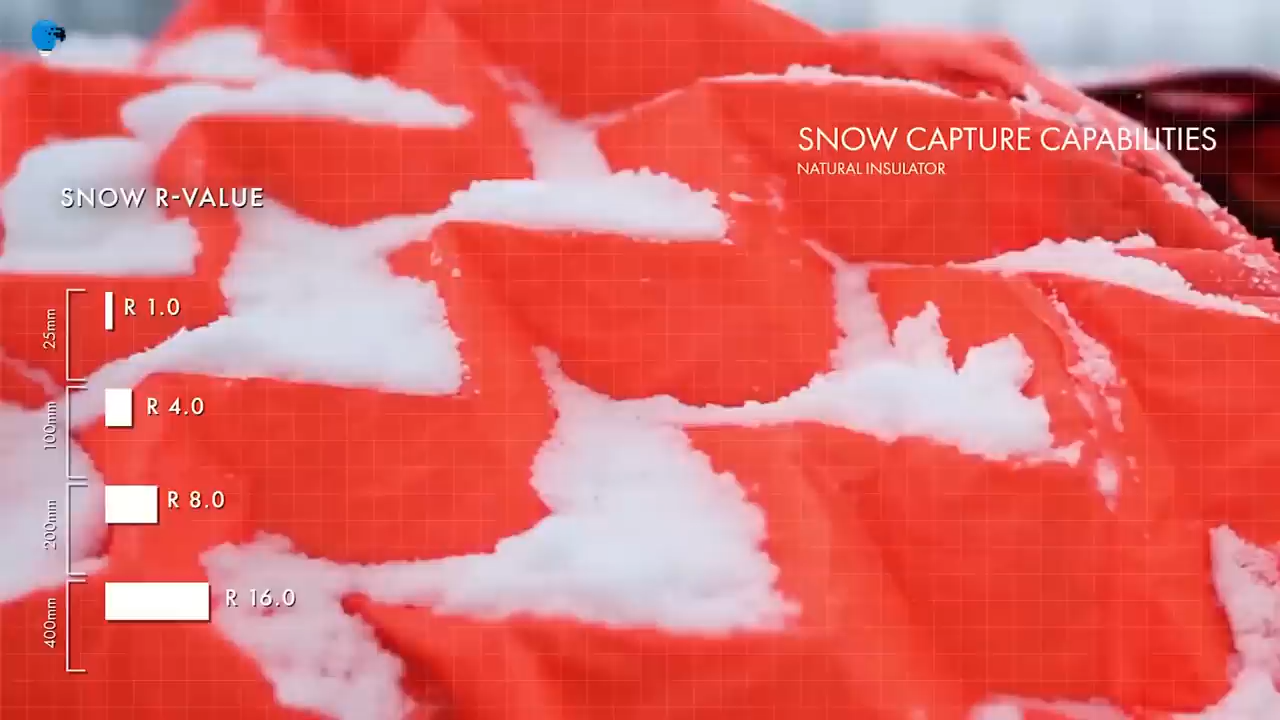 SNOW CAPTURE CAPABILITIES
NATURAL INSULATOR
SNOW R-VALUE
25mm
R 1.0
100mm
R 4.0
200mm
R 8.0
400mm
R 16.0